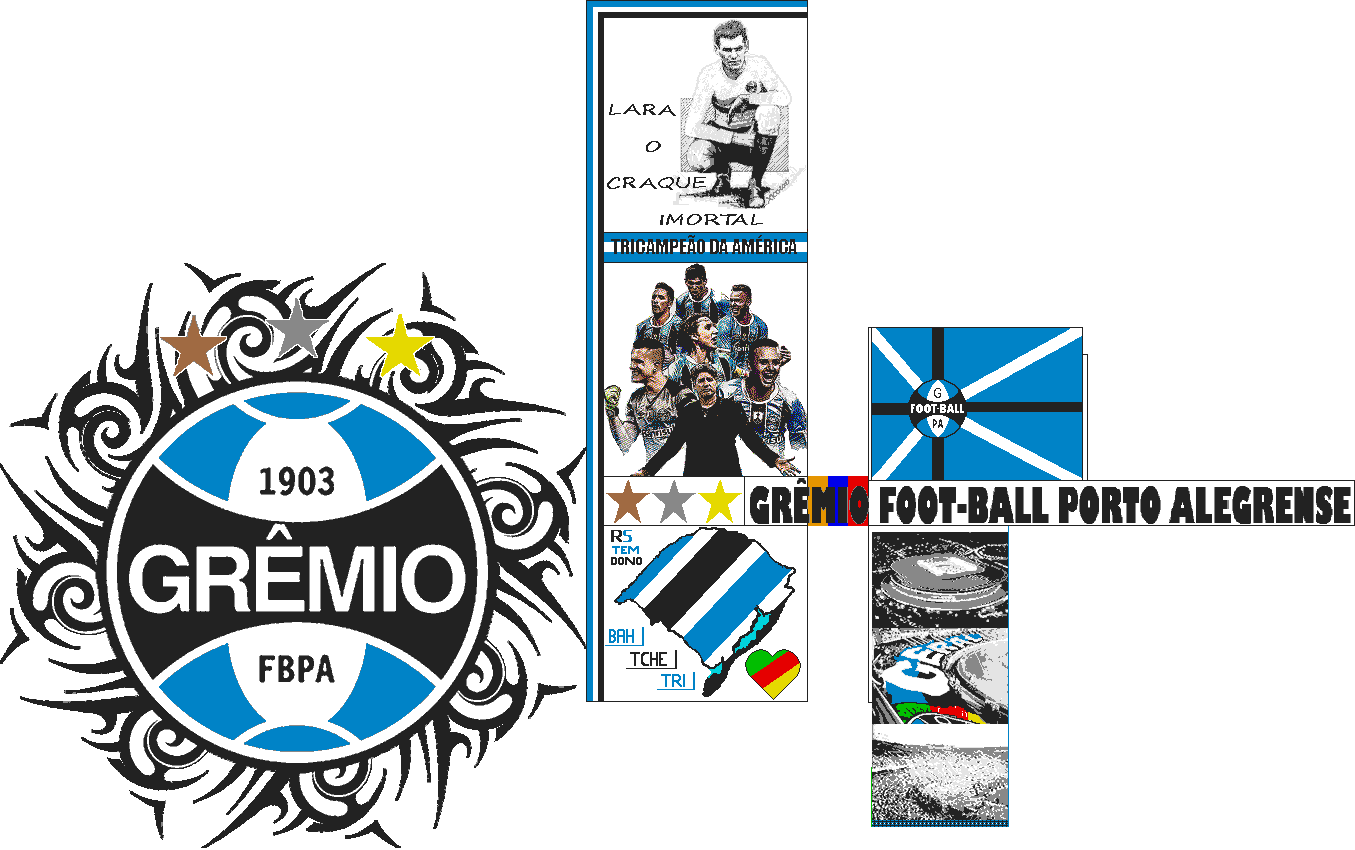 1903
GRÊMIO
FBPA
LARA
O
CRAQUE
IMORTAL
TRICAMPEÃO DA AMÉRICA
GRÊMIO FOOT-BALL PORTO ALEGRENSE
RS
TEM
DONO
BAH
TCHE
TRI
G
FOOT-BALL
PA
GERAL